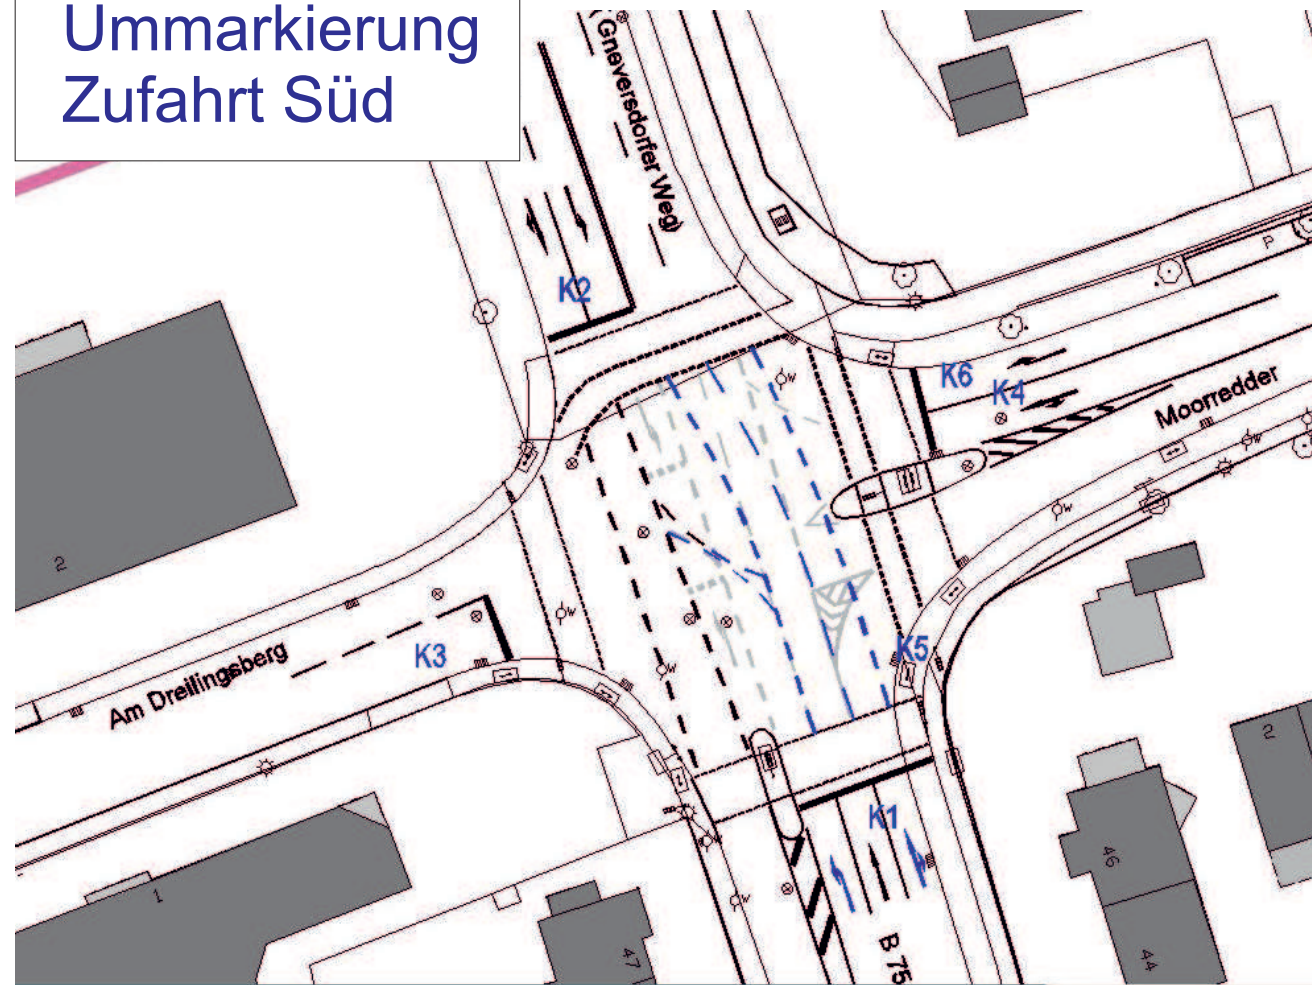 Ummarkierung
Zufahrt Süd
Gneversdorfer Weg)
K2
P
K6
K4
Moorredder
W
W
W
2
W
K3
K5
W
Am Dreilingsberg
2
K1
46
1
W
W
B 75
47
44